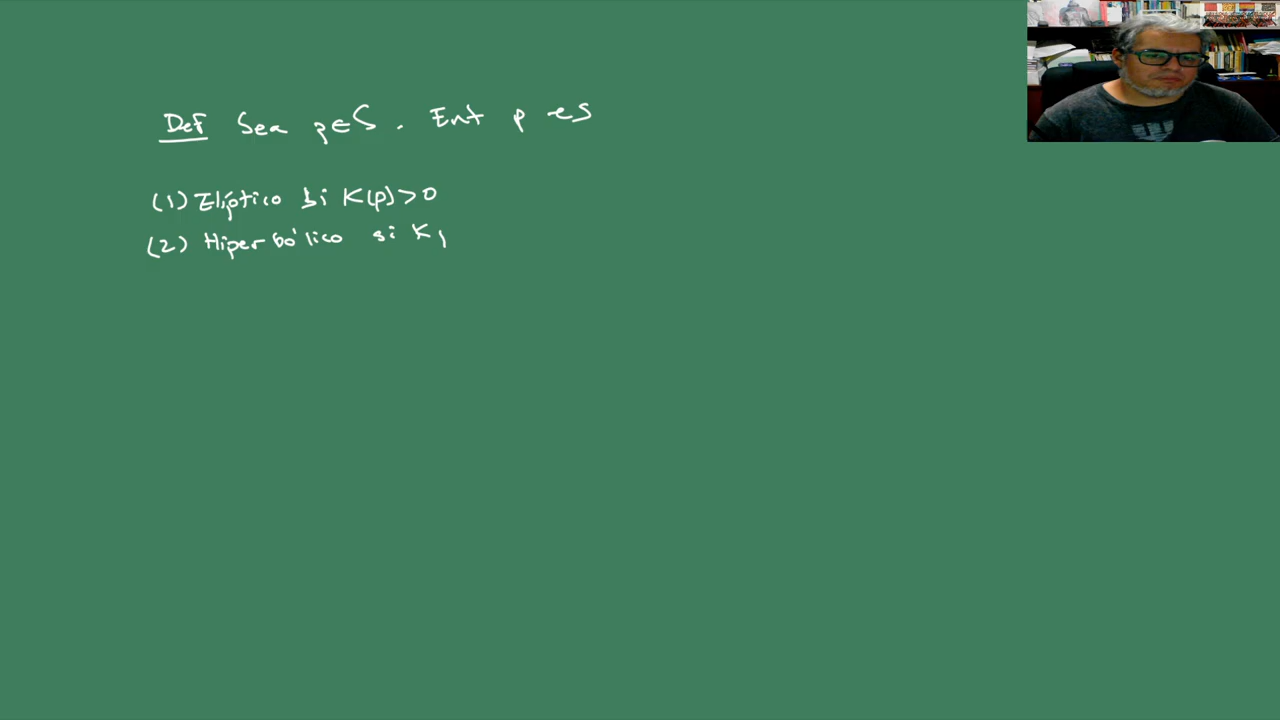 Def Sea p∈S. Ent p es
(1) Elíptico si K(p)>0
(2) Hiperbólico si K